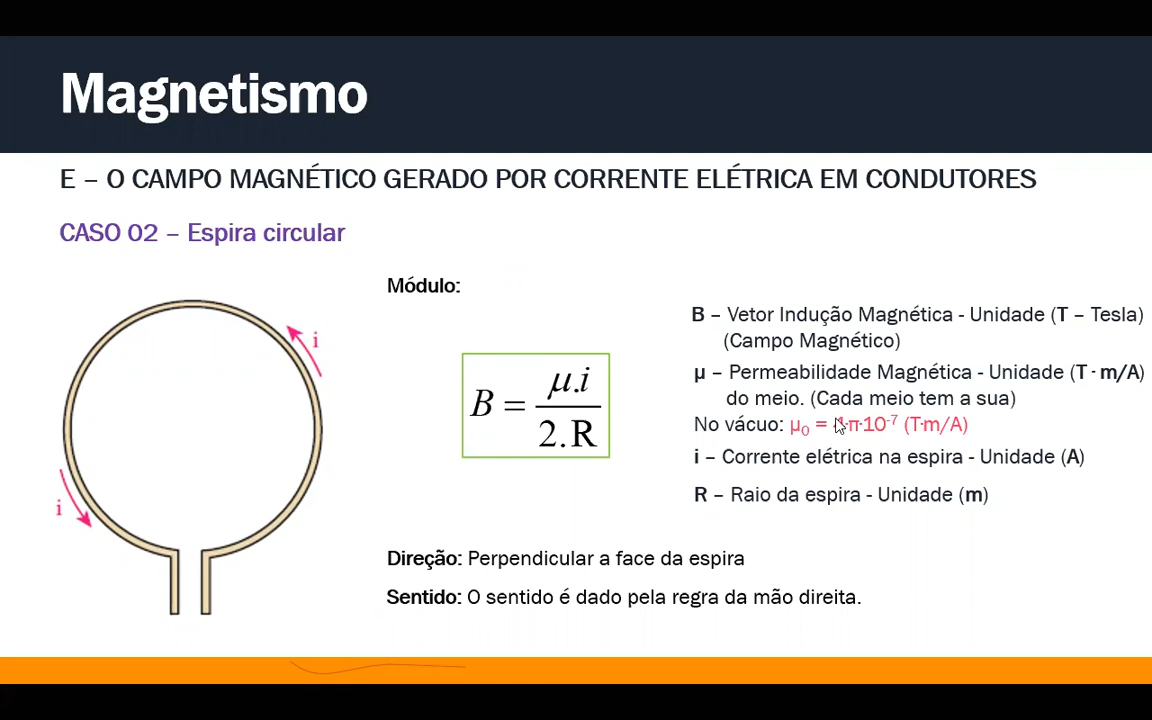 Magnetismo
E – O CAMPO MAGNÉTICO GERADO POR CORRENTE ELÉTRICA EM CONDUTORES
CASO 02 – Espira circular
Módulo:
B = μ.i / 2.R
B – Vetor Indução Magnética - Unidade (T – Tesla)
(Campo Magnético)
μ – Permeabilidade Magnética - Unidade (T · m/A)
do meio. (Cada meio tem a sua)
No vácuo: μ₀ = 4·π·10⁻⁷ (T·m/A)
i – Corrente elétrica na espira - Unidade (A)
R – Raio da espira - Unidade (m)
i
i
Direção: Perpendicular a face da espira
Sentido: O sentido é dado pela regra da mão direita.